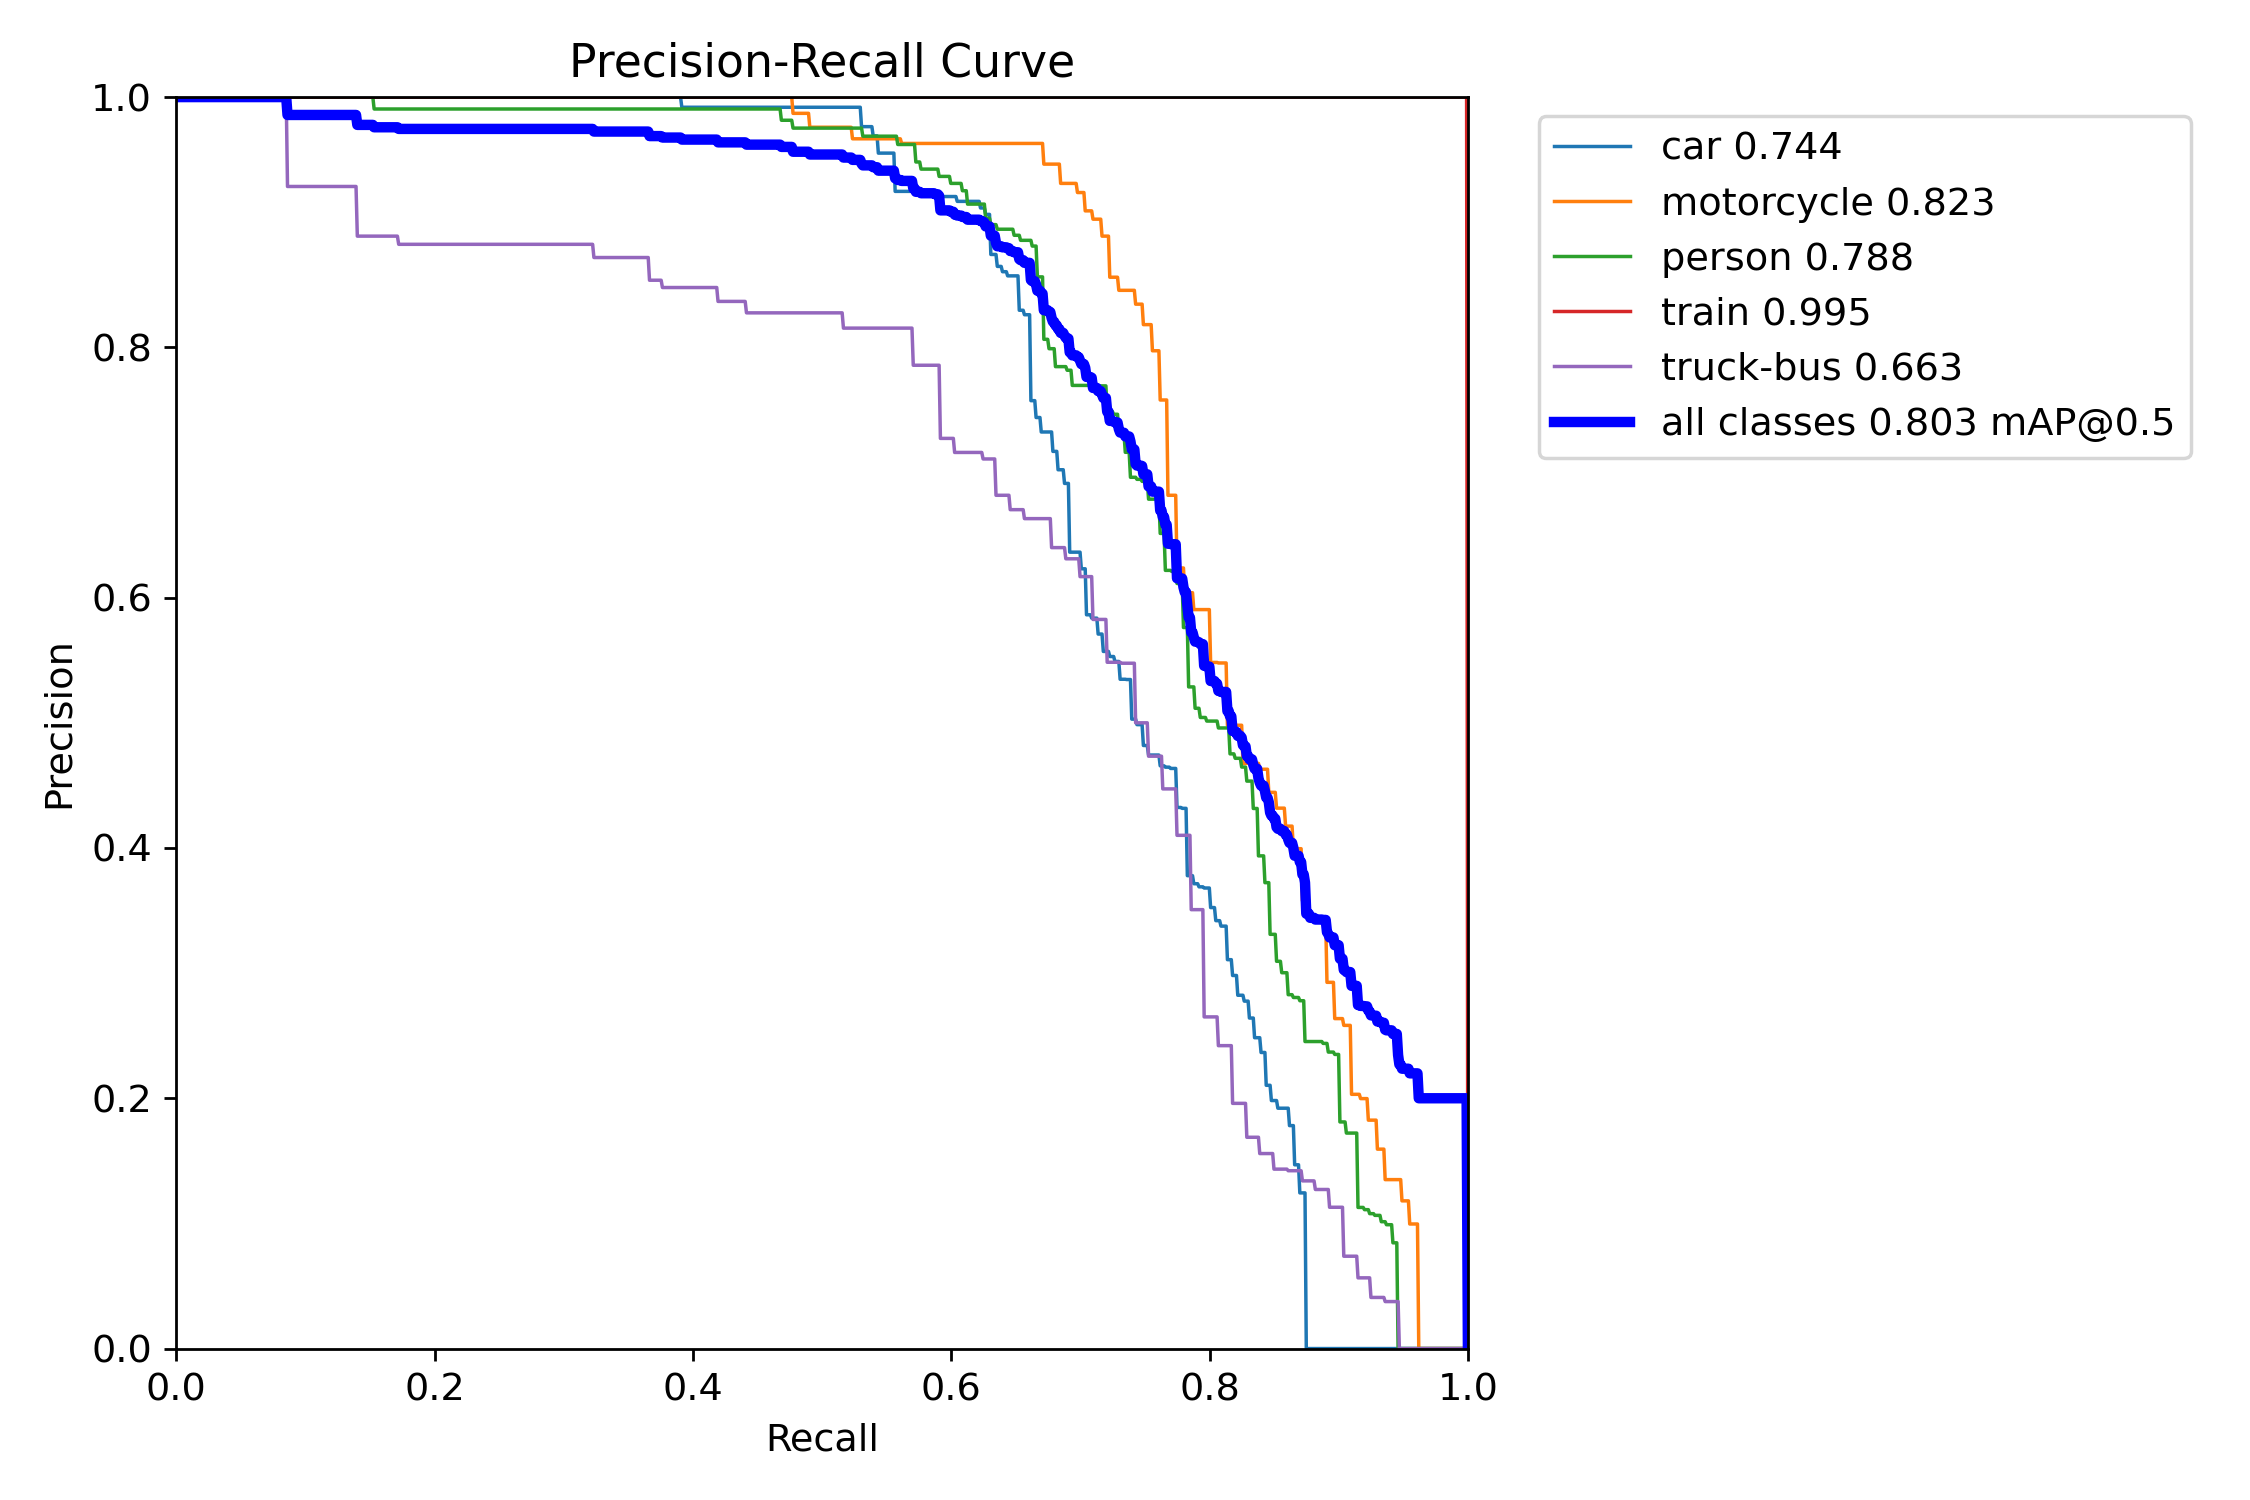 Precision-Recall Curve
1.0
0.8
0.6
0.4
0.2
0.0
Precision
0.0 0.2 0.4 0.6 0.8 1.0
Recall
car 0.744
motorcycle 0.823
person 0.788
train 0.995
truck-bus 0.663
all classes 0.803 mAP@0.5